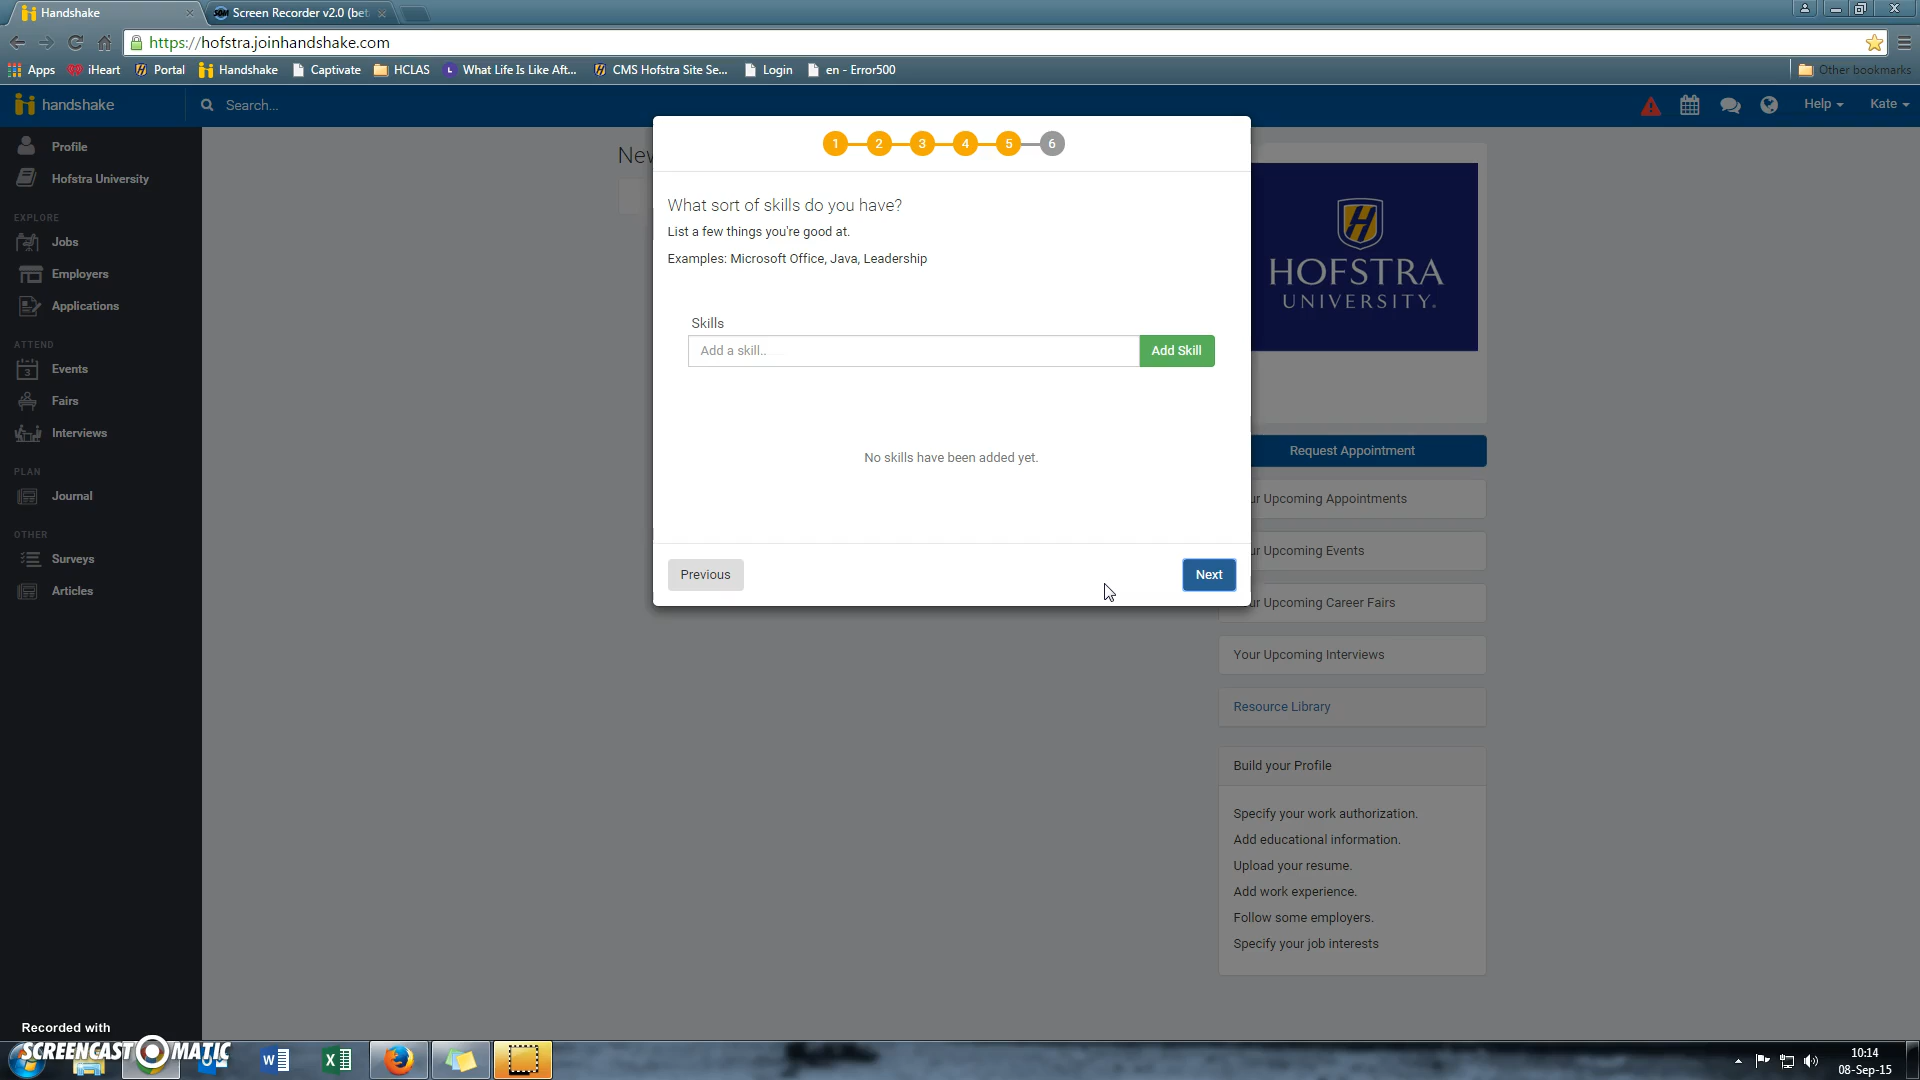 Handshake
Screen Recorder v2.0 (bet
https://hofstra.joinhandshake.com
Apps
iHeart
Portal
Handshake
Captivate
HCLAS
What Life Is Like Aft...
CMS Hofstra Site Se...
Login
en - Error500
Other bookmarks
handshake
Search...
Help
Kate
Profile
Hofstra University
EXPLORE
Jobs
Employers
Applications
ATTEND
3
Events
Fairs
Interviews
PLAN
Journal
OTHER
Surveys
Articles
New
1 2 3 4 5 6
What sort of skills do you have?
List a few things you're good at.
Examples: Microsoft Office, Java, Leadership
Skills
Add a skill..
Add Skill
No skills have been added yet.
Previous
Next
H
HOFSTRA
UNIVERSITY.
Request Appointment
ur Upcoming Appointments
ur Upcoming Events
ur Upcoming Career Fairs
Your Upcoming Interviews
Resource Library
Build your Profile
Specify your work authorization.
Add educational information.
Upload your resume.
Add work experience.
Follow some employers.
Specify your job interests
Recorded with
SCREENCAST-O-MATIC
10:14
08-Sep-15